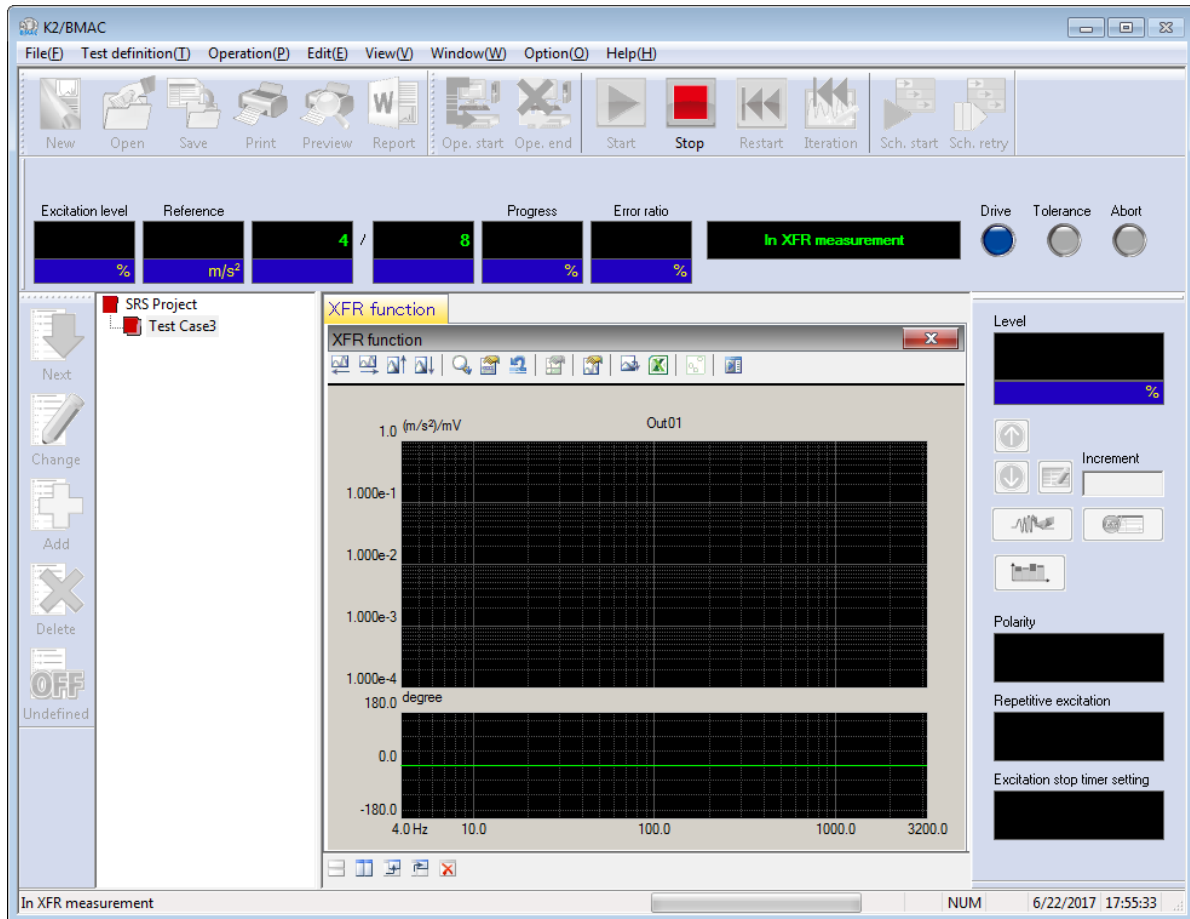 K2/BMAC
File(F) Test definition(T) Operation(P) Edit(E) View(V) Window(W) Option(O) Help(H)
New Open Save Print Preview Report Ope. start Ope. end Start Stop Restart Iteration Sch. start Sch. retry
Excitation level Reference Progress Error ratio Drive Tolerance Abort
4 / 8 In XFR measurement
% m/s² % %
SRS Project
Test Case3
Next
Change
Add
Delete
OFF
Undefined
XFR function
XFR function
Out01
1.0 (m/s²)/mV
1.000e-1
1.000e-2
1.000e-3
1.000e-4
180.0 degree
0.0
-180.0
4.0 Hz 10.0 100.0 1000.0 3200.0
Level
%
Increment
Polarity
Repetitive excitation
Excitation stop timer setting
In XFR measurement NUM 6/22/2017 17:55:33